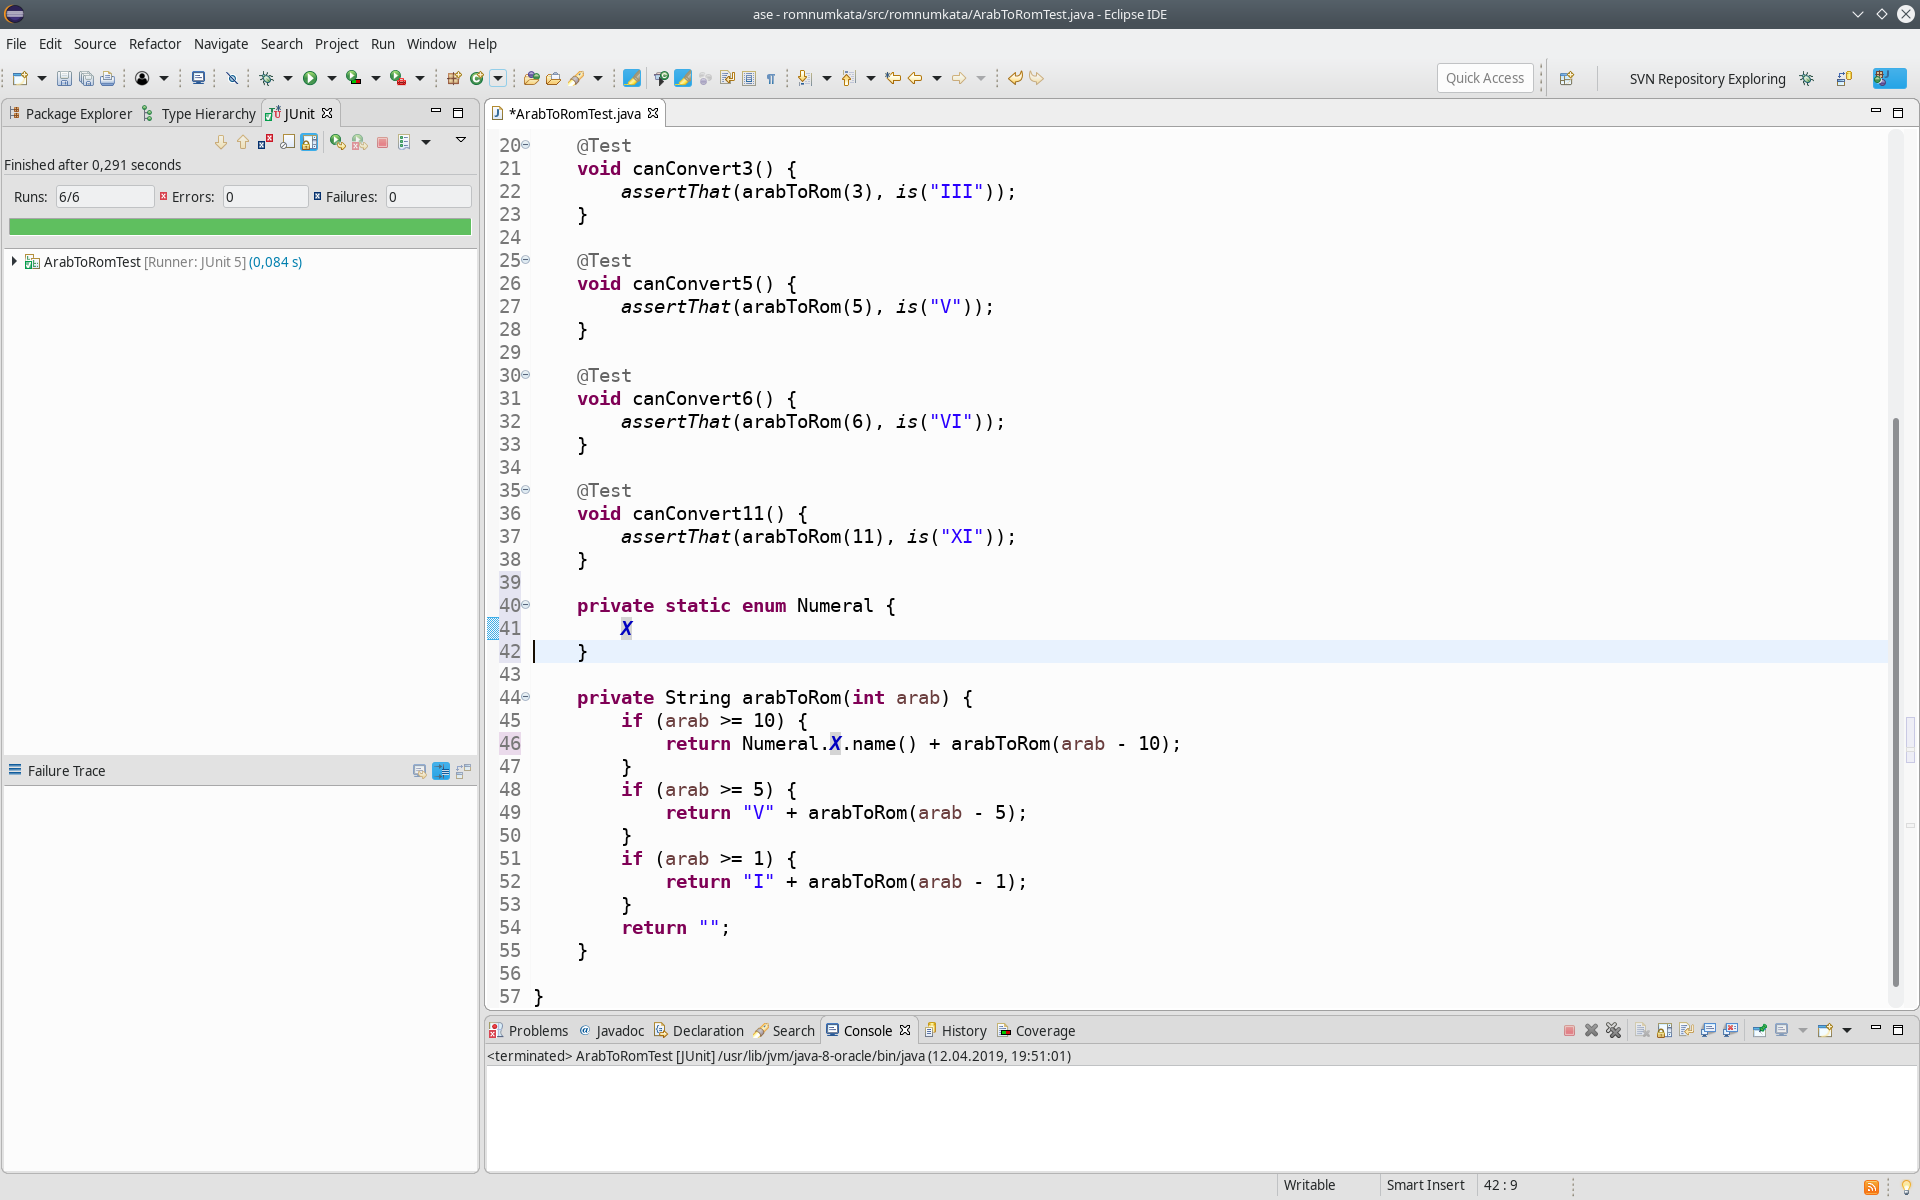 ase - romnumkata/src/romnumkata/ArabToRomTest.java - Eclipse IDE
File Edit Source Refactor Navigate Search Project Run Window Help
Quick Access
SVN Repository Exploring
Package Explorer Type Hierarchy JUnit
Finished after 0,291 seconds
Runs: 6/6 Errors: 0 Failures: 0
ArabToRomTest [Runner: JUnit 5] (0,084 s)
Failure Trace
*ArabToRomTest.java
20 @Test
21 void canConvert3() {
22 assertThat(arabToRom(3), is("III"));
23 }
24
25 @Test
26 void canConvert5() {
27 assertThat(arabToRom(5), is("V"));
28 }
29
30 @Test
31 void canConvert6() {
32 assertThat(arabToRom(6), is("VI"));
33 }
34
35 @Test
36 void canConvert11() {
37 assertThat(arabToRom(11), is("XI"));
38 }
39
40 private static enum Numeral {
41 X
42 }
43
44 private String arabToRom(int arab) {
45 if (arab >= 10) {
46 return Numeral.X.name() + arabToRom(arab - 10);
47 }
48 if (arab >= 5) {
49 return "V" + arabToRom(arab - 5);
50 }
51 if (arab >= 1) {
52 return "I" + arabToRom(arab - 1);
53 }
54 return "";
55 }
56
57 }
Problems Javadoc Declaration Search Console History Coverage
<terminated> ArabToRomTest [JUnit] /usr/lib/jvm/java-8-oracle/bin/java (12.04.2019, 19:51:01)
Writable Smart Insert 42 : 9